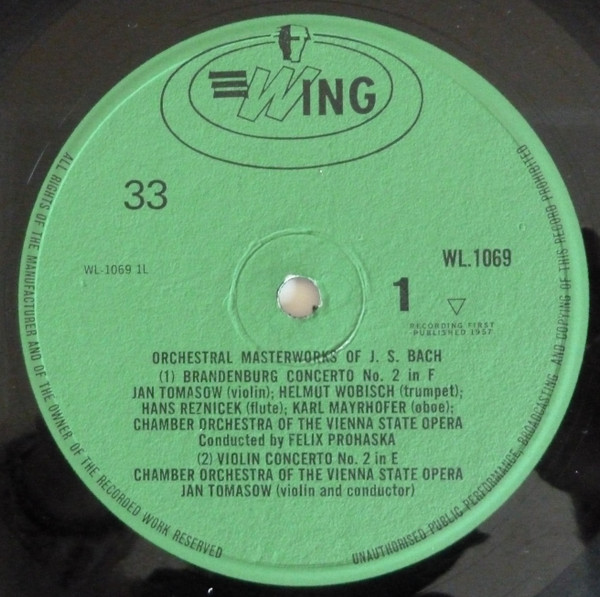 WING
33
WL-1069 1L
WL.1069
1
RECORDING FIRST
PUBLISHED 1957
ORCHESTRAL MASTERWORKS OF J. S. BACH
(1) BRANDENBURG CONCERTO No. 2 in F
JAN TOMASOW (violin); HELMUT WOBISCH (trumpet);
HANS REZNICEK (flute); KARL MAYRHOFER (oboe);
CHAMBER ORCHESTRA OF THE VIENNA STATE OPERA
Conducted by FELIX PROHASKA
(2) VIOLIN CONCERTO No. 2 in E
CHAMBER ORCHESTRA OF THE VIENNA STATE OPERA
JAN TOMASOW (violin and conductor)
ALL RIGHTS OF THE MANUFACTURER AND OF THE OWNER OF THE RECORDED WORK RESERVED
UNAUTHORISED PUBLIC PERFORMANCE, BROADCASTING AND COPYING OF THIS RECORD PROHIBITED